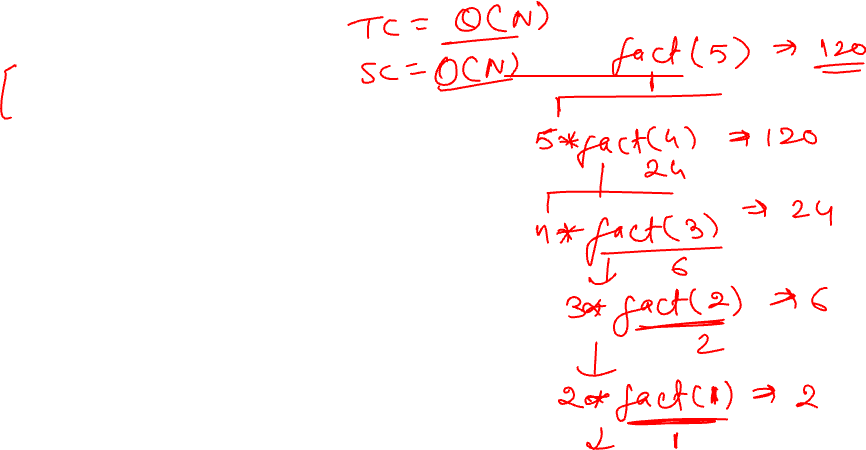 TC = O(N)
SC = O(N)
fact(5) ⇒ 120
5*fact(4) ⇒ 120
24
4* fact(3) ⇒ 24
6
3* fact(2) ⇒ 6
2
2* fact(1) ⇒ 2
1